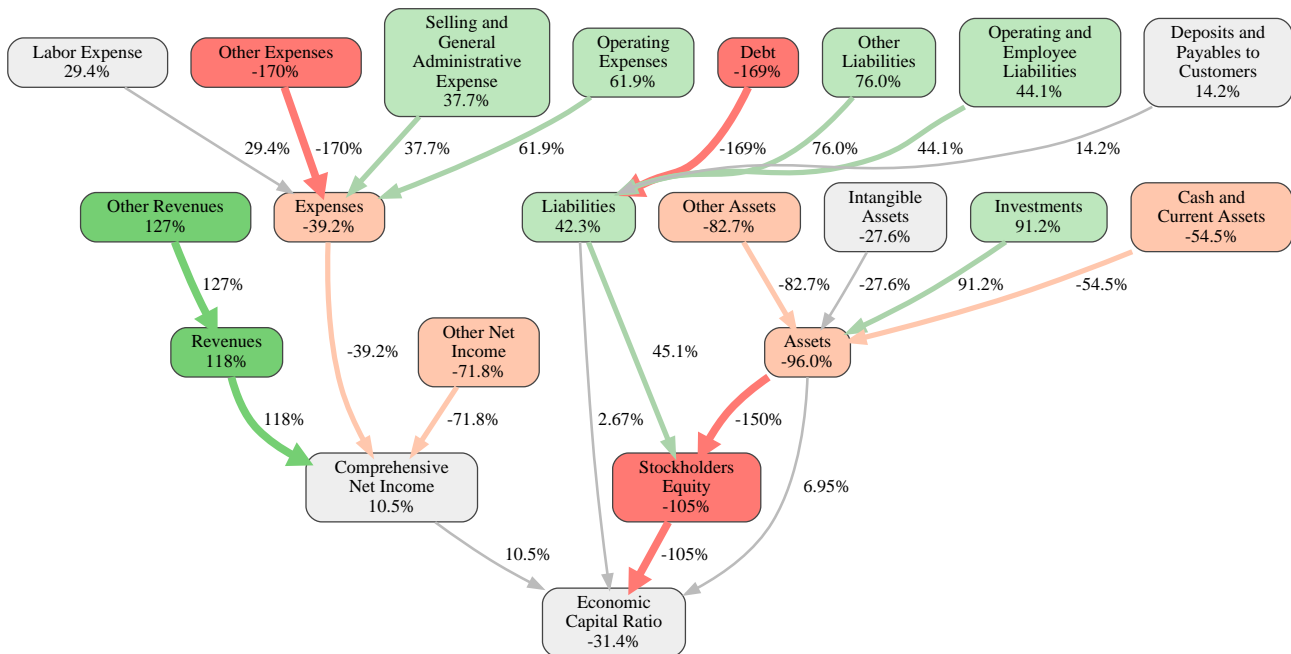 Labor Expense
29.4%
Other Expenses
-170%
Selling and
General
Administrative
Expense
37.7%
Operating
Expenses
61.9%
Debt
-169%
Other
Liabilities
76.0%
Operating and
Employee
Liabilities
44.1%
Deposits and
Payables to
Customers
14.2%
29.4%
-170%
37.7%
61.9%
-169%
76.0%
44.1%
14.2%
Other Revenues
127%
Expenses
-39.2%
Liabilities
42.3%
Other Assets
-82.7%
Intangible
Assets
-27.6%
Investments
91.2%
Cash and
Current Assets
-54.5%
127%
-82.7%
-27.6%
91.2%
-54.5%
Revenues
118%
-39.2%
Other Net
Income
-71.8%
45.1%
Assets
-96.0%
118%
-71.8%
2.67%
-150%
Comprehensive
Net Income
10.5%
Stockholders
Equity
-105%
6.95%
10.5%
-105%
Economic
Capital Ratio
-31.4%